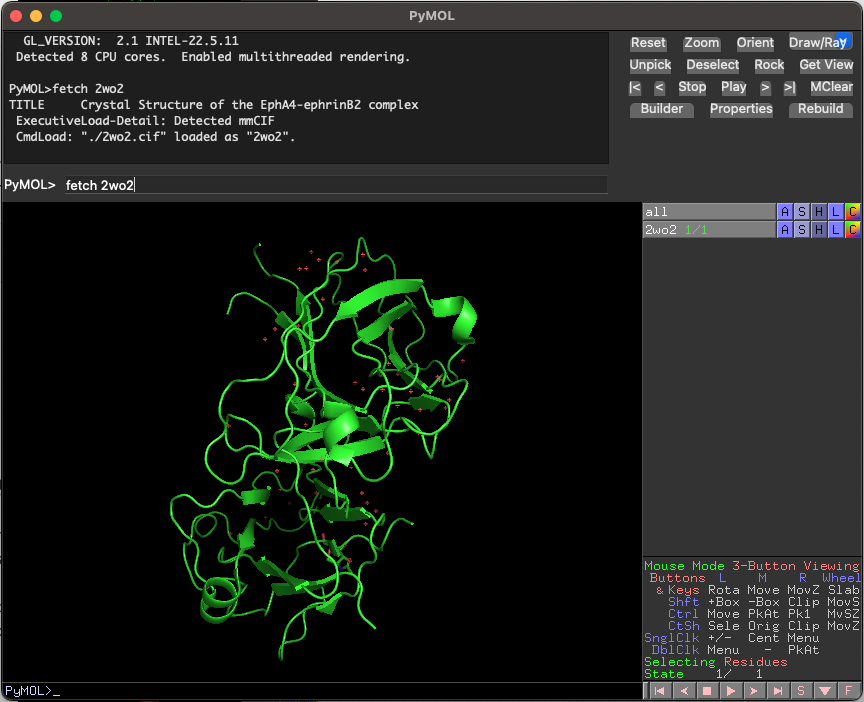 PyMOL
GL_VERSION:  2.1 INTEL-22.5.11
Detected 8 CPU cores.  Enabled multithreaded rendering.
PyMOL>fetch 2wo2
TITLE     Crystal Structure of the EphA4-ephrinB2 complex
ExecutiveLoad-Detail: Detected mmCIF
CmdLoad: "./2wo2.cif" loaded as "2wo2".
Reset Zoom Orient Draw/Ray
Unpick Deselect Rock Get View
|< < Stop Play > >| MClear
Builder Properties Rebuild
PyMOL> fetch 2wo2
all A S H L C
2wo2 1/1 A S H L C
Mouse Mode 3-Button Viewing
Buttons L M R Wheel
& Keys Rota Move MovZ Slab
Shft +Box -Box Clip MovS
Ctrl Move PkAt Pk1 MvSZ
CtSh Sele Orig Clip MovZ
SnglClk +/- Cent Menu
DblClk Menu - PkAt
Selecting Residues
State 1/ 1
PyMOL>_
S F